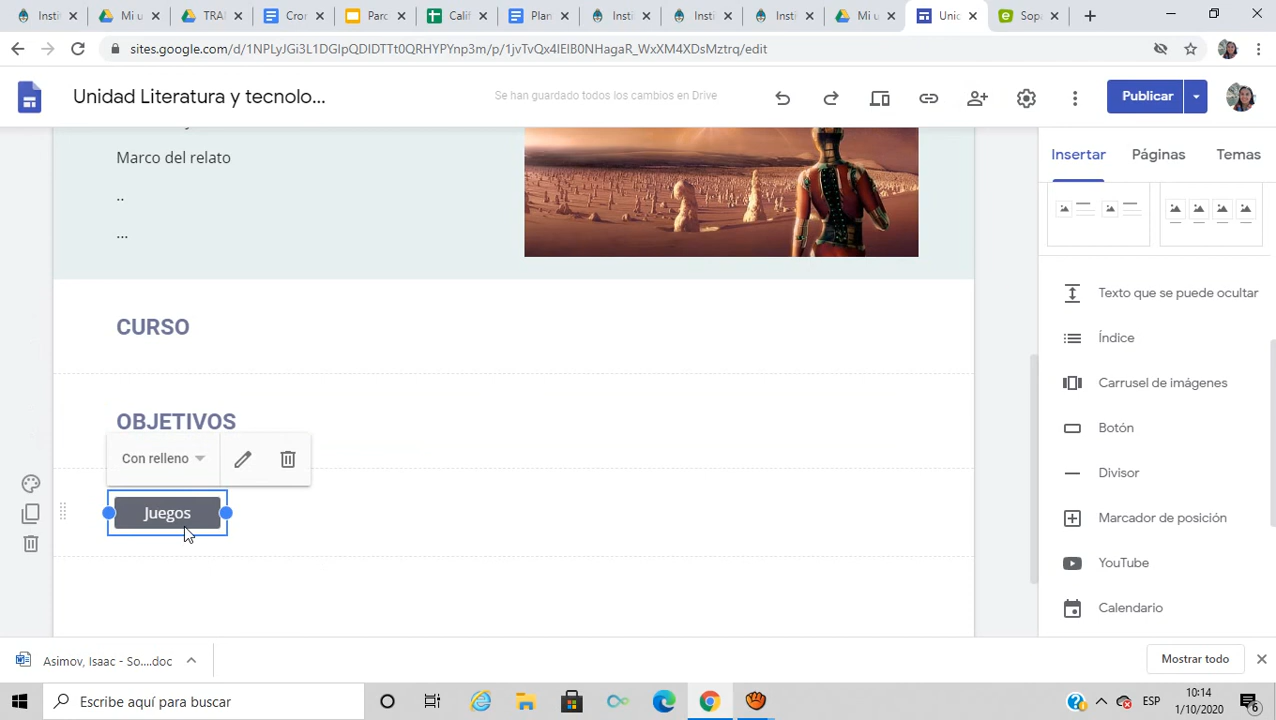 Insti
Mi u
TRA
Cror
Parc
Calif
Plan
Insti
Insti
Insti
Mi u
Unic
Sop
sites.google.com/d/1NPLyJGi3L1DGIpQDIDTTt0QRHYPYnp3m/p/1jvTvQx4IEIB0NHagaR_WxXM4XDsMztrq/edit
Unidad Literatura y tecnolo...
Se han guardado todos los cambios en Drive
Publicar
Marco del relato
..
...
CURSO
OBJETIVOS
Con relleno
Juegos
Insertar
Páginas
Temas
Texto que se puede ocultar
Índice
Carrusel de imágenes
Botón
Divisor
Marcador de posición
YouTube
Calendario
Asimov, Isaac - So....doc
Mostrar todo
Escribe aquí para buscar
ESP
10:14
1/10/2020
6